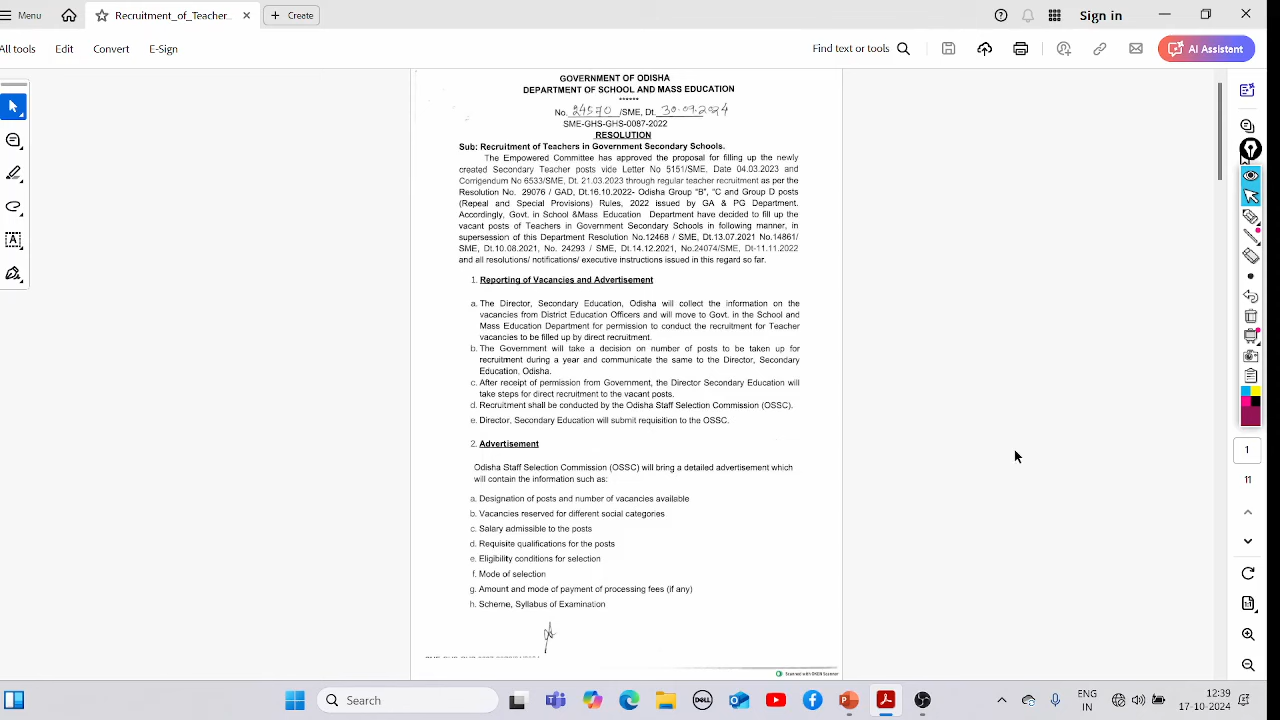 Menu
Recruitment_of_Teacher...
Create
Sign in
All tools
Edit
Convert
E-Sign
Find text or tools
AI Assistant
GOVERNMENT OF ODISHA
DEPARTMENT OF SCHOOL AND MASS EDUCATION
******
No. 24570 /SME, Dt. 30.09.2024
SME-GHS-GHS-0087-2022
RESOLUTION
Sub: Recruitment of Teachers in Government Secondary Schools.
The Empowered Committee has approved the proposal for filling up the newly
created Secondary Teacher posts vide Letter No 5151/SME, Date 04.03.2023 and
Corrigendum No 6533/SME, Dt. 21.03.2023 through regular teacher recruitment as per the
Resolution No. 29076 / GAD, Dt.16.10.2022- Odisha Group "B", "C and Group D posts
(Repeal and Special Provisions) Rules, 2022 issued by GA & PG Department.
Accordingly, Govt. in School &Mass Education Department have decided to fill up the
vacant posts of Teachers in Government Secondary Schools in following manner, in
supersession of this Department Resolution No.12468 / SME, Dt.13.07.2021 No.14861/
SME, Dt.10.08.2021, No. 24293 / SME, Dt.14.12.2021, No.24074/SME, Dt-11.11.2022
and all resolutions/ notifications/ executive instructions issued in this regard so far.
1. Reporting of Vacancies and Advertisement
a. The Director, Secondary Education, Odisha will collect the information on the
vacancies from District Education Officers and will move to Govt. in the School and
Mass Education Department for permission to conduct the recruitment for Teacher
vacancies to be filled up by direct recruitment.
b. The Government will take a decision on number of posts to be taken up for
recruitment during a year and communicate the same to the Director, Secondary
Education, Odisha.
c. After receipt of permission from Government, the Director Secondary Education will
take steps for direct recruitment to the vacant posts.
d. Recruitment shall be conducted by the Odisha Staff Selection Commission (OSSC).
e. Director, Secondary Education will submit requisition to the OSSC.
2. Advertisement
Odisha Staff Selection Commission (OSSC) will bring a detailed advertisement which
will contain the information such as:
a. Designation of posts and number of vacancies available
b. Vacancies reserved for different social categories
c. Salary admissible to the posts
d. Requisite qualifications for the posts
e. Eligibility conditions for selection
f. Mode of selection
g. Amount and mode of payment of processing fees (if any)
h. Scheme, Syllabus of Examination
Scanned with OKEN Scanner
1
11
Search
DELL
ENG
IN
12:39
17-10-2024